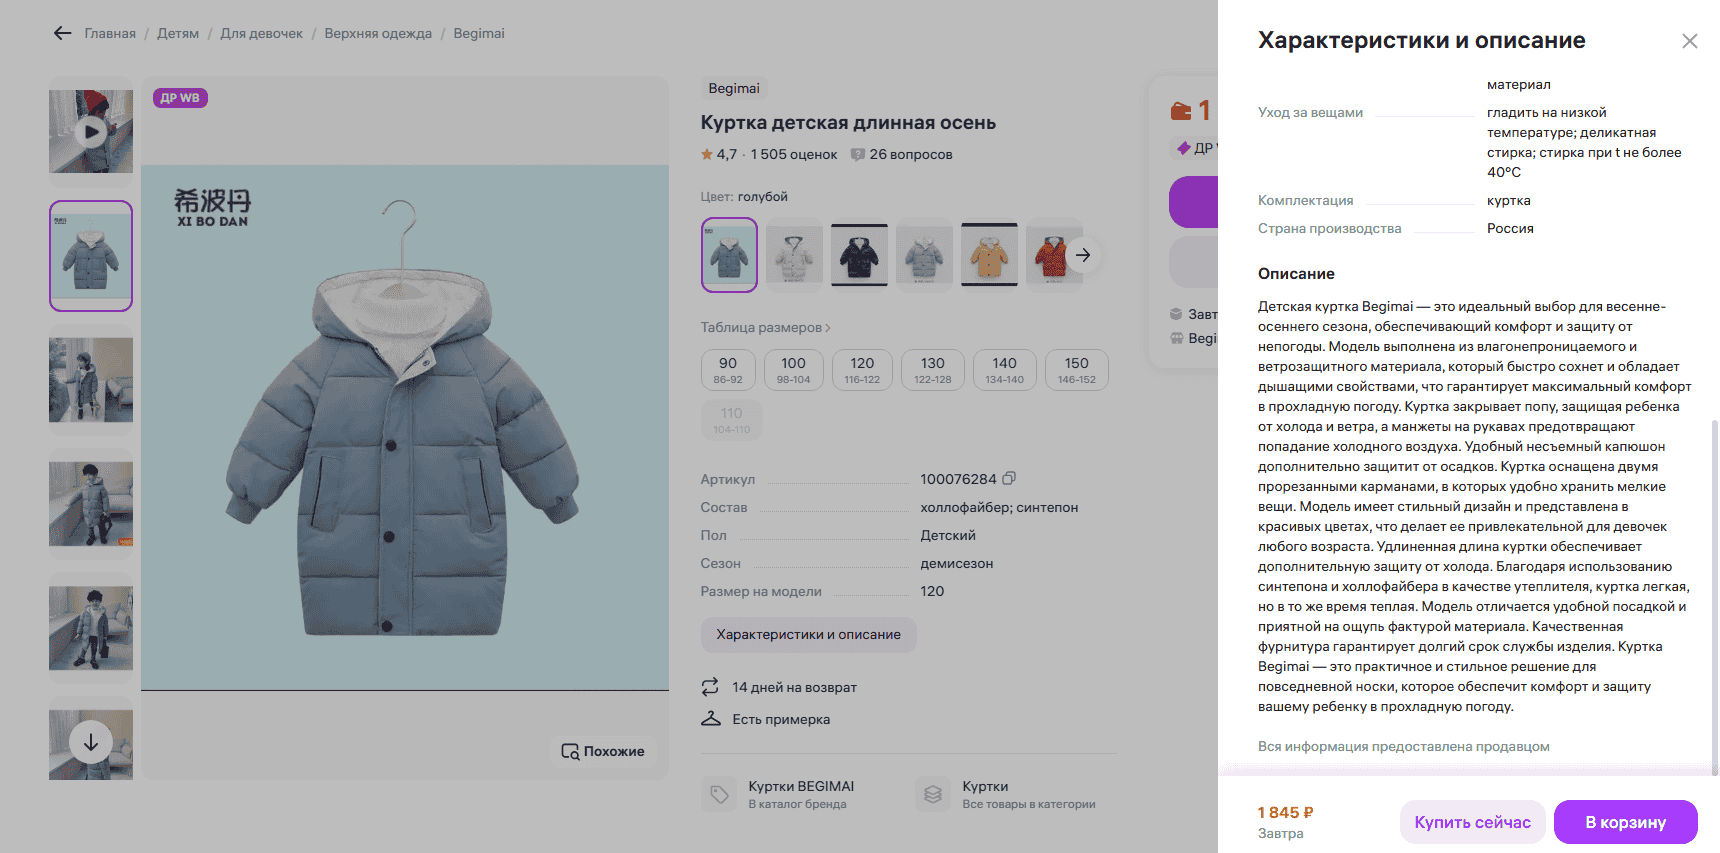 Главная / Детям / Для девочек / Верхняя одежда / Begimai
ДР WB
希波丹
XI BO DAN
Похожие
Begimai
Куртка детская длинная осень
4,7 · 1 505 оценок
26 вопросов
Цвет: голубой
Таблица размеров
90
86-92
100
98-104
120
116-122
130
122-128
140
134-140
150
146-152
110
104-110
Артикул 100076284
Состав холлофайбер; синтепон
Пол Детский
Сезон демисезон
Размер на модели 120
Характеристики и описание
14 дней на возврат
Есть примерка
Куртки BEGIMAI
В каталог бренда
Куртки
Все товары в категории
1
ДР
Завт
Begi
Характеристики и описание
материал
Уход за вещами гладить на низкой
температуре; деликатная
стирка; стирка при t не более
40°C
Комплектация куртка
Страна производства Россия
Описание
Детская куртка Begimai — это идеальный выбор для весенне-
осеннего сезона, обеспечивающий комфорт и защиту от
непогоды. Модель выполнена из влагонепроницаемого и
ветрозащитного материала, который быстро сохнет и обладает
дышащими свойствами, что гарантирует максимальный комфорт
в прохладную погоду. Куртка закрывает попу, защищая ребенка
от холода и ветра, а манжеты на рукавах предотвращают
попадание холодного воздуха. Удобный несъемный капюшон
дополнительно защитит от осадков. Куртка оснащена двумя
прорезанными карманами, в которых удобно хранить мелкие
вещи. Модель имеет стильный дизайн и представлена в
красивых цветах, что делает ее привлекательной для девочек
любого возраста. Удлиненная длина куртки обеспечивает
дополнительную защиту от холода. Благодаря использованию
синтепона и холлофайбера в качестве утеплителя, куртка легкая,
но в то же время теплая. Модель отличается удобной посадкой и
приятной на ощупь фактурой материала. Качественная
фурнитура гарантирует долгий срок службы изделия. Куртка
Begimai — это практичное и стильное решение для
повседневной носки, которое обеспечит комфорт и защиту
вашему ребенку в прохладную погоду.
Вся информация предоставлена продавцом
1 845 ₽
Завтра
Купить сейчас
В корзину